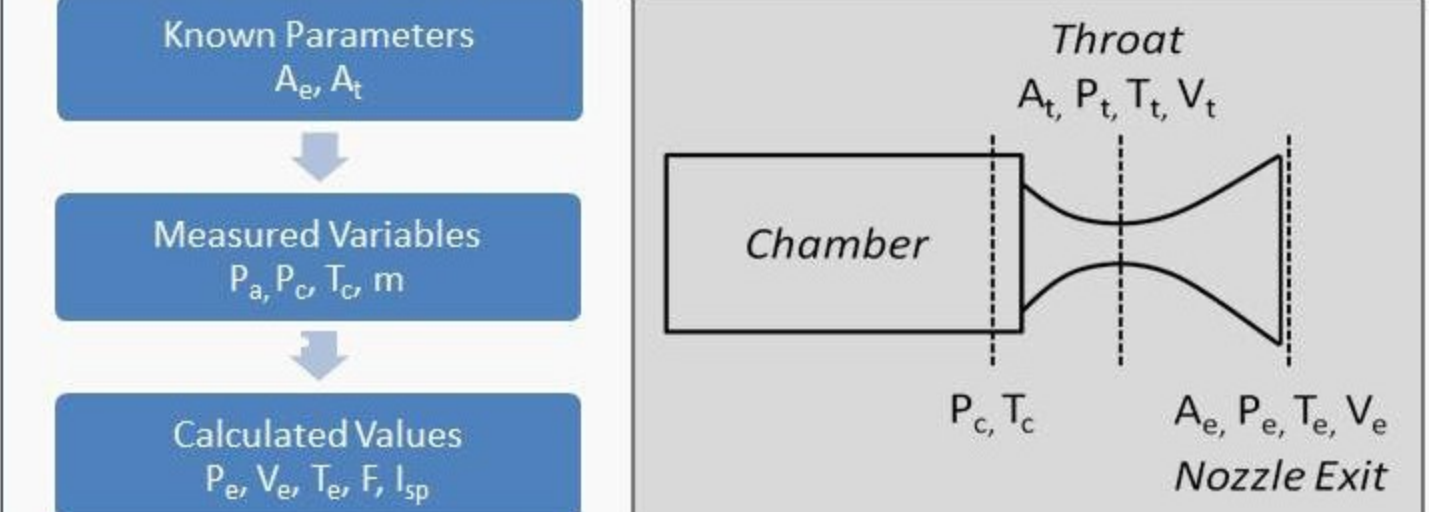 Known Parameters
Ae, At
Measured Variables
Pa, Pc, Tc, m
Calculated Values
Pe, Ve, Te, F, Isp
Throat
At, Pt, Tt, Vt
Chamber
Pc, Tc
Ae, Pe, Te, Ve
Nozzle Exit